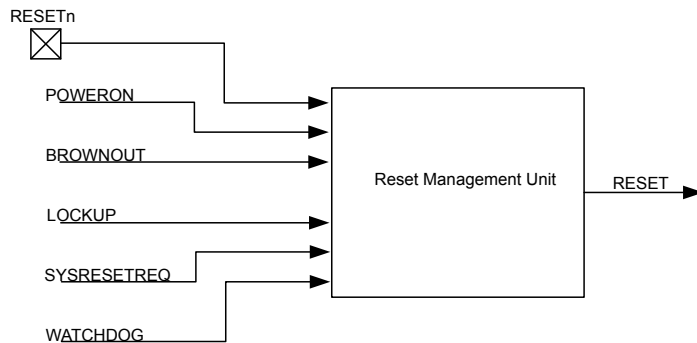 RESETn
POWERON
BROWNOUT
LOCKUP
SYSRESETREQ
WATCHDOG
Reset Management Unit
RESET